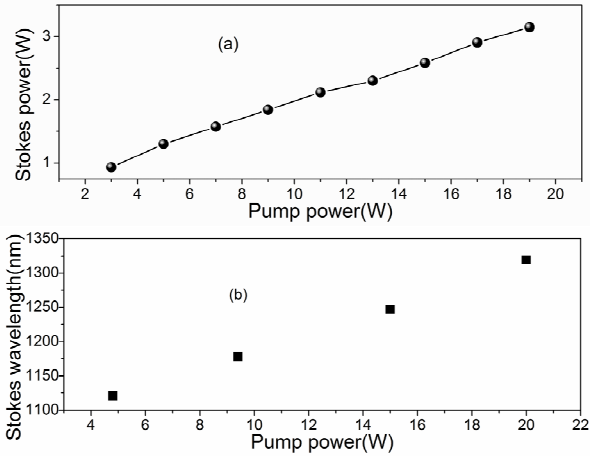 3
(a)
2
1
Stokes power(W)
2 4 6 8 10 12 14 16 18 20
Pump power(W)
1350
1300
(b)
1250
1200
1150
1100
Stokes wavelength(nm)
4 6 8 10 12 14 16 18 20 22
Pump power(W)